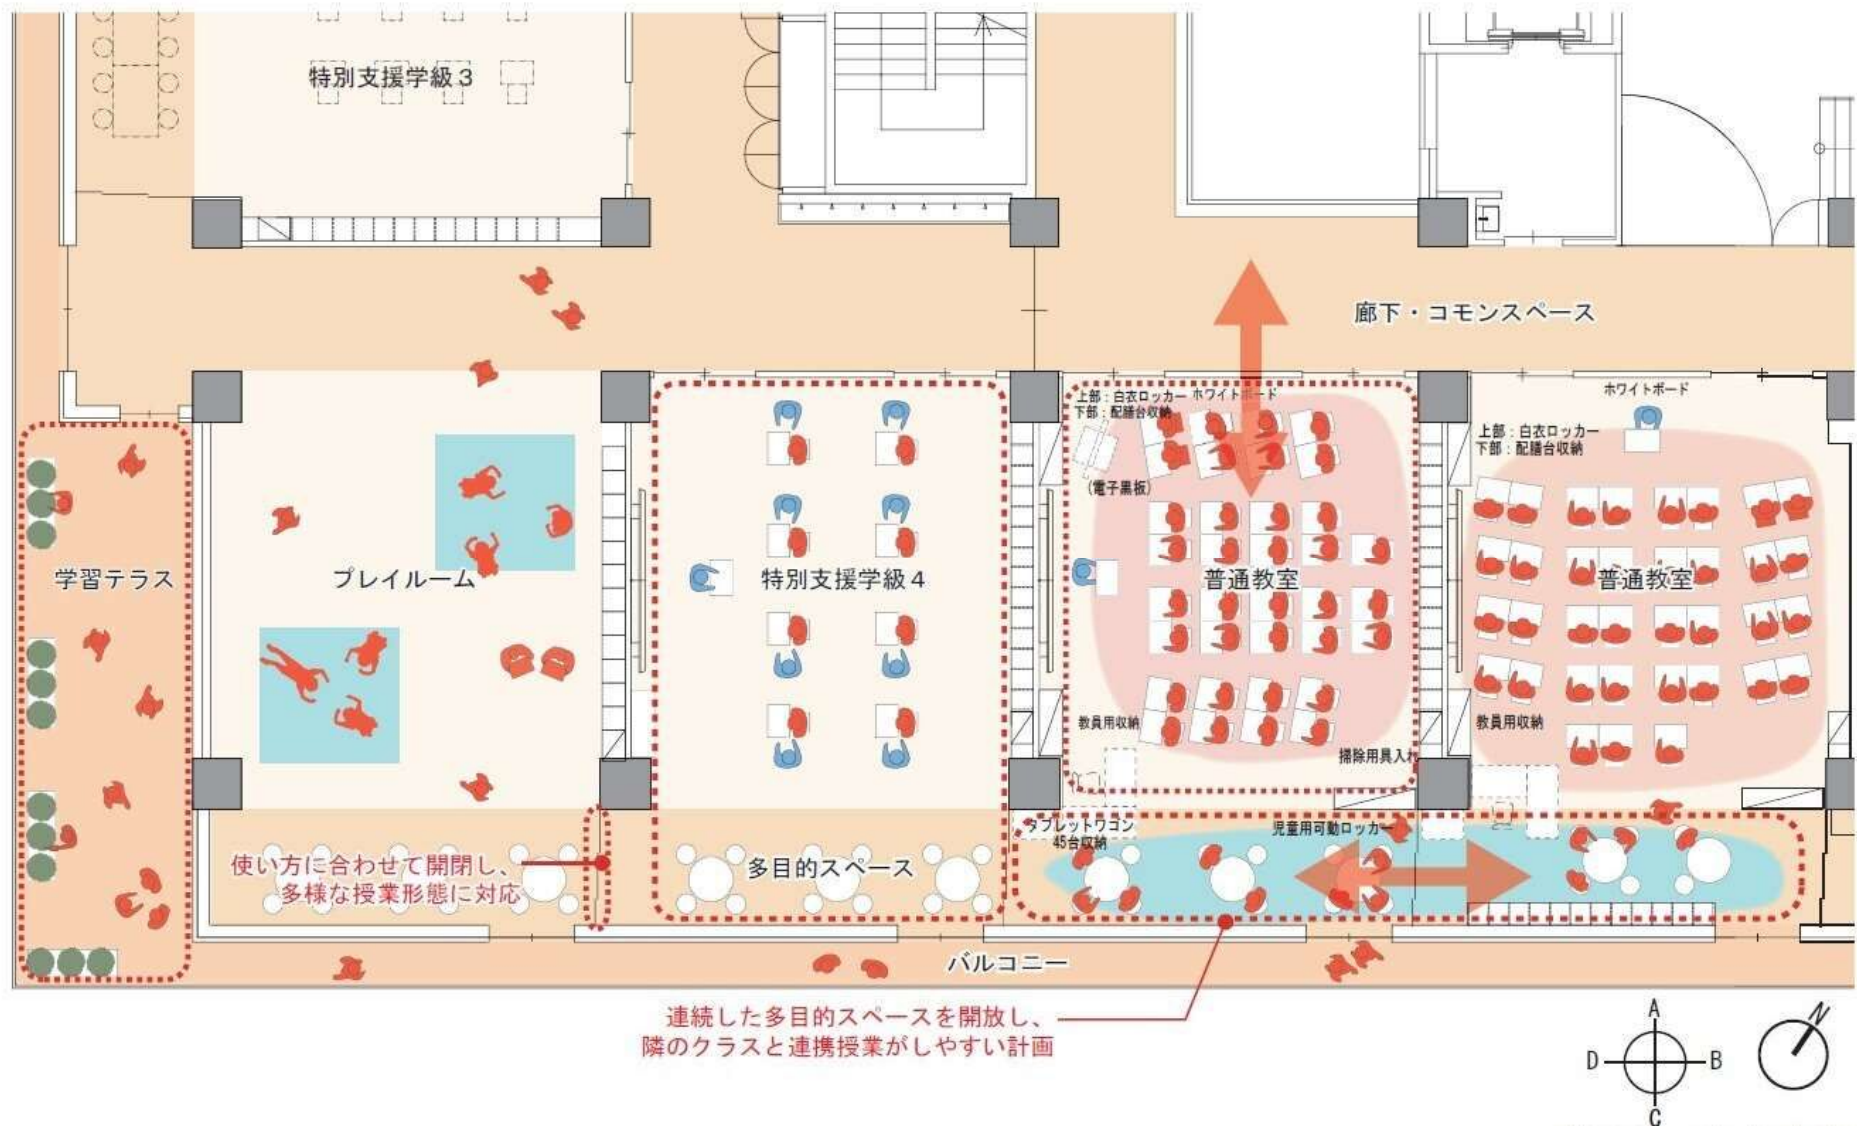 特別支援学級３
廊下・コモンスペース
上部：白衣ロッカー
下部：配膳台収納
ホワイトボード
ホワイトボード
上部：白衣ロッカー
下部：配膳台収納
（電子黒板）
学習テラス
プレイルーム
特別支援学級４
普通教室
普通教室
教員用収納
教員用収納
掃除用具入れ
タブレットワゴン
45台収納
児童用可動ロッカー
使い方に合わせて開閉し、
多様な授業形態に対応
多目的スペース
バルコニー
連続した多目的スペースを開放し、
隣のクラスと連携授業がしやすい計画
A
N
D
B
C